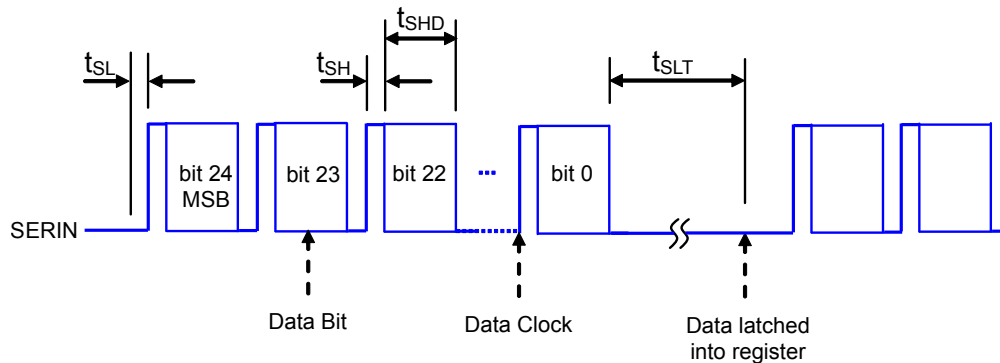 tSHD
tSL
tSH
tSLT
bit 24
MSB
bit 23
bit 22
...
bit 0
SERIN
Data Bit
Data Clock
Data latched
into register